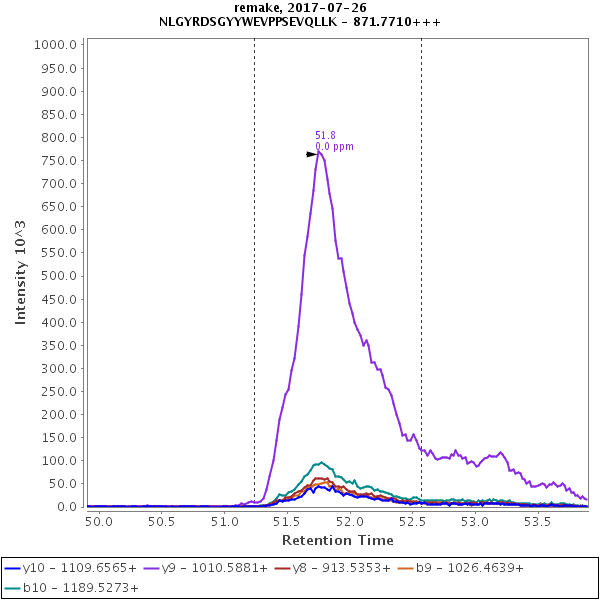 remake, 2017-07-26
NLGYRDSGYYWEVPPSEVQLLK - 871.7710+++
1000.0
950.0
900.0
850.0
800.0
750.0
700.0
650.0
600.0
550.0
500.0
450.0
400.0
350.0
300.0
250.0
200.0
150.0
100.0
50.0
0.0
Intensity 10^3
51.8
0.0 ppm
50.0 50.5 51.0 51.5 52.0 52.5 53.0 53.5
Retention Time
y10 - 1109.6565+ y9 - 1010.5881+ y8 - 913.5353+ b9 - 1026.4639+
b10 - 1189.5273+